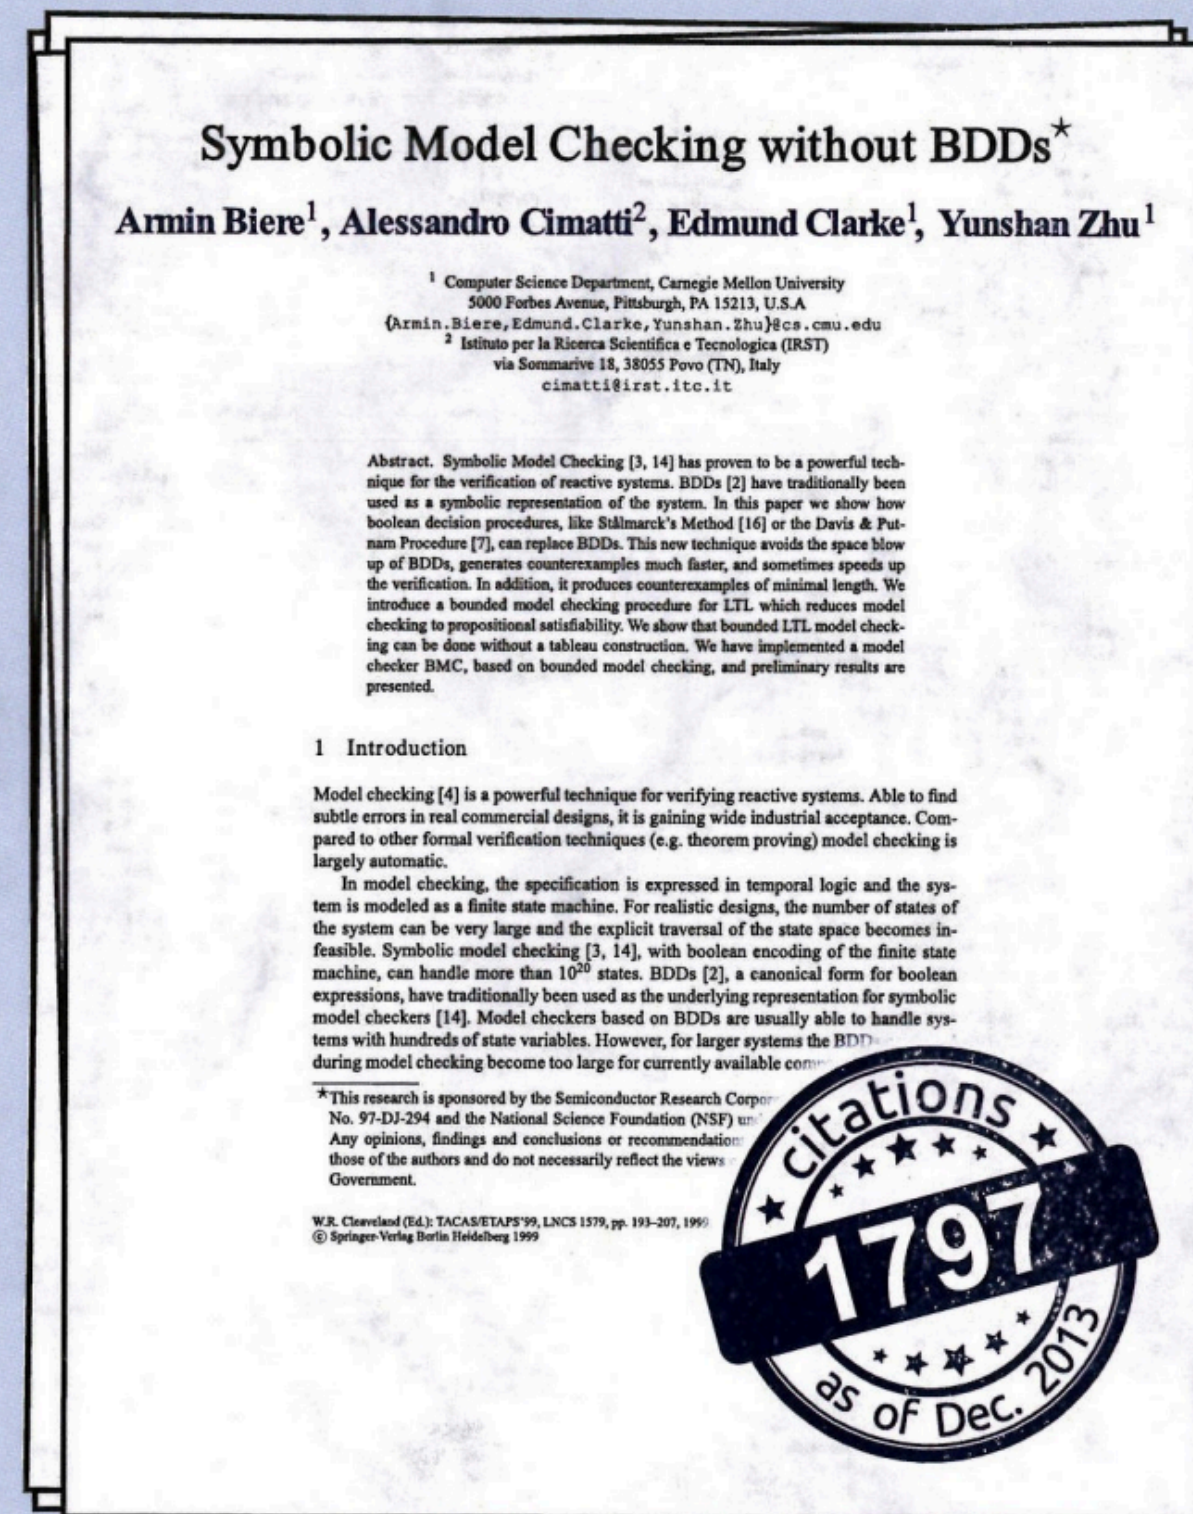 Symbolic Model Checking without BDDs★
Armin Biere¹, Alessandro Cimatti², Edmund Clarke¹, Yunshan Zhu¹
¹ Computer Science Department, Carnegie Mellon University
5000 Forbes Avenue, Pittsburgh, PA 15213, U.S.A
{Armin.Biere,Edmund.Clarke,Yunshan.Zhu}@cs.cmu.edu
² Istituto per la Ricerca Scientifica e Tecnologica (IRST)
via Sommarive 18, 38055 Povo (TN), Italy
cimatti@irst.itc.it
Abstract. Symbolic Model Checking [3, 14] has proven to be a powerful tech-
nique for the verification of reactive systems. BDDs [2] have traditionally been
used as a symbolic representation of the system. In this paper we show how
boolean decision procedures, like Stålmarck's Method [16] or the Davis & Put-
nam Procedure [7], can replace BDDs. This new technique avoids the space blow
up of BDDs, generates counterexamples much faster, and sometimes speeds up
the verification. In addition, it produces counterexamples of minimal length. We
introduce a bounded model checking procedure for LTL which reduces model
checking to propositional satisfiability. We show that bounded LTL model check-
ing can be done without a tableau construction. We have implemented a model
checker BMC, based on bounded model checking, and preliminary results are
presented.
1 Introduction
Model checking [4] is a powerful technique for verifying reactive systems. Able to find
subtle errors in real commercial designs, it is gaining wide industrial acceptance. Com-
pared to other formal verification techniques (e.g. theorem proving) model checking is
largely automatic.
In model checking, the specification is expressed in temporal logic and the sys-
tem is modeled as a finite state machine. For realistic designs, the number of states of
the system can be very large and the explicit traversal of the state space becomes in-
feasible. Symbolic model checking [3, 14], with boolean encoding of the finite state
machine, can handle more than 10²⁰ states. BDDs [2], a canonical form for boolean
expressions, have traditionally been used as the underlying representation for symbolic
model checkers [14]. Model checkers based on BDDs are usually able to handle sys-
tems with hundreds of state variables. However, for larger systems the BDD
during model checking become too large for currently available
★This research is sponsored by the Semiconductor Research
No. 97-DJ-294 and the National Science Foundation (NSF)
Any opinions, findings and conclusions or
those of the authors and do not necessarily reflect the views
Government.
W.R. Cleaveland (Ed.): TACAS/ETAPS'99, LNCS 1579, pp. 193–207, 1999
© Springer-Verlag Berlin Heidelberg 1999
citations
1797
as of Dec. 2013